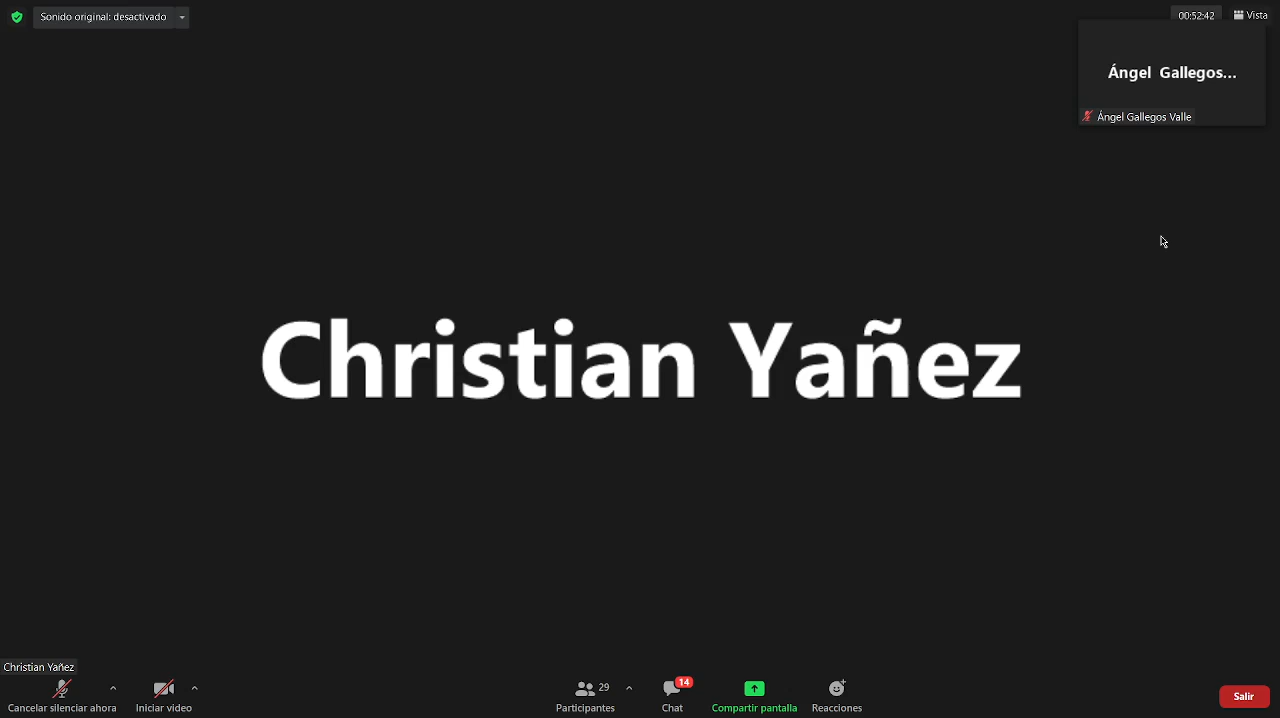 Sonido original: desactivado
00:52:42
Vista
Ángel Gallegos...
Ángel Gallegos Valle
Christian Yañez
Christian Yañez
Cancelar silenciar ahora
Iniciar video
29
Participantes
14
Chat
Compartir pantalla
Reacciones
Salir